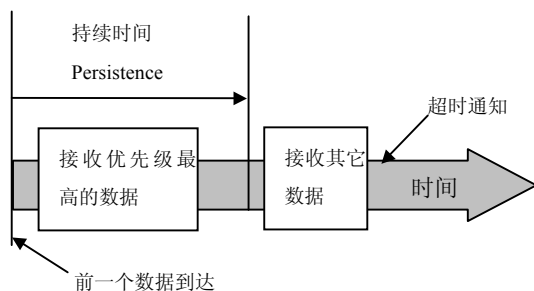 持续时间
Persistence
超时通知
接收优先级最
高的数据
接收其它
数据
时间
前一个数据到达